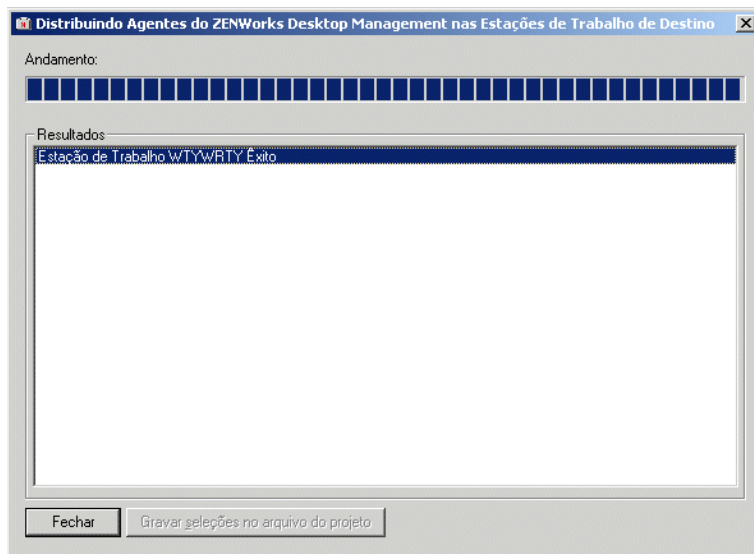 Distribuindo Agentes do ZENWorks Desktop Management nas Estações de Trabalho de Destino
Andamento:
Resultados
Estação de Trabalho WTYWRTY Êxito
Fechar
Gravar seleções no arquivo do projeto